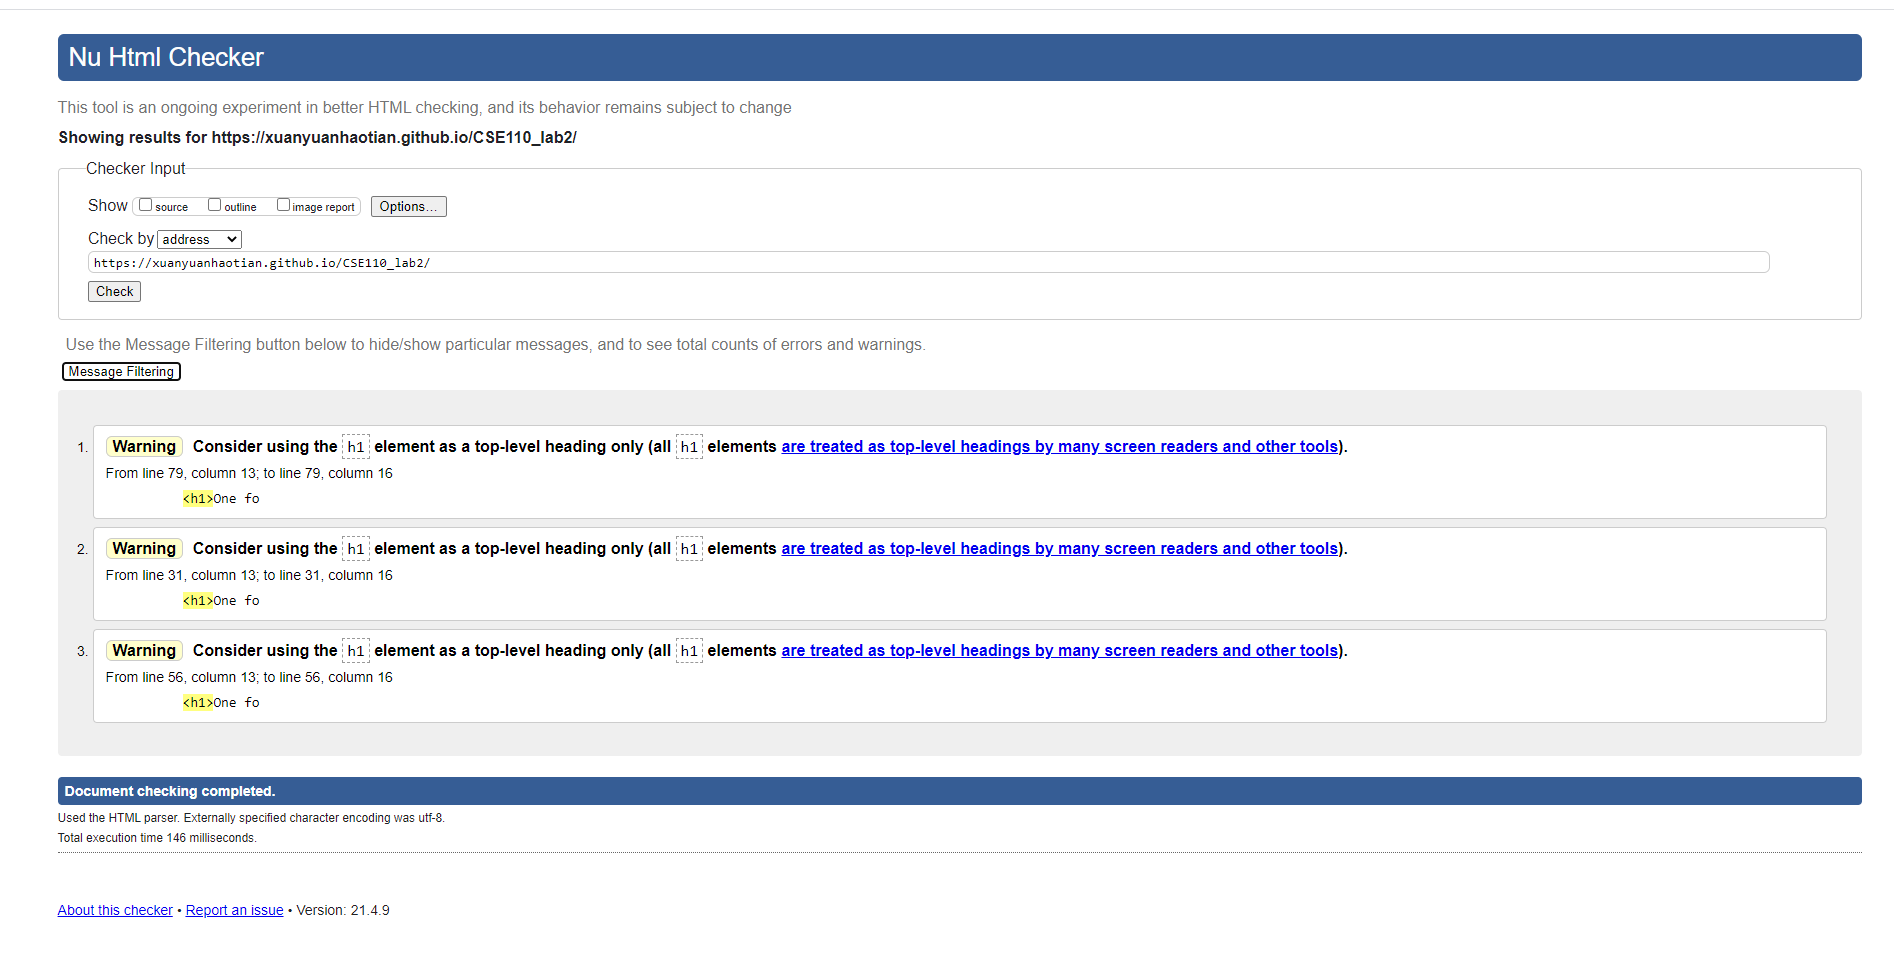 Nu Html Checker
This tool is an ongoing experiment in better HTML checking, and its behavior remains subject to change
Showing results for https://xuanyuanhaotian.github.io/CSE110_lab2/
Checker Input
Show source outline image report Options...
Check by address
https://xuanyuanhaotian.github.io/CSE110_lab2/
Check
Use the Message Filtering button below to hide/show particular messages, and to see total counts of errors and warnings.
Message Filtering
1. Warning Consider using the h1 element as a top-level heading only (all h1 elements are treated as top-level headings by many screen readers and other tools).
From line 79, column 13; to line 79, column 16
<h1>One fo
2. Warning Consider using the h1 element as a top-level heading only (all h1 elements are treated as top-level headings by many screen readers and other tools).
From line 31, column 13; to line 31, column 16
<h1>One fo
3. Warning Consider using the h1 element as a top-level heading only (all h1 elements are treated as top-level headings by many screen readers and other tools).
From line 56, column 13; to line 56, column 16
<h1>One fo
Document checking completed.
Used the HTML parser. Externally specified character encoding was utf-8.
Total execution time 146 milliseconds.
About this checker • Report an issue • Version: 21.4.9